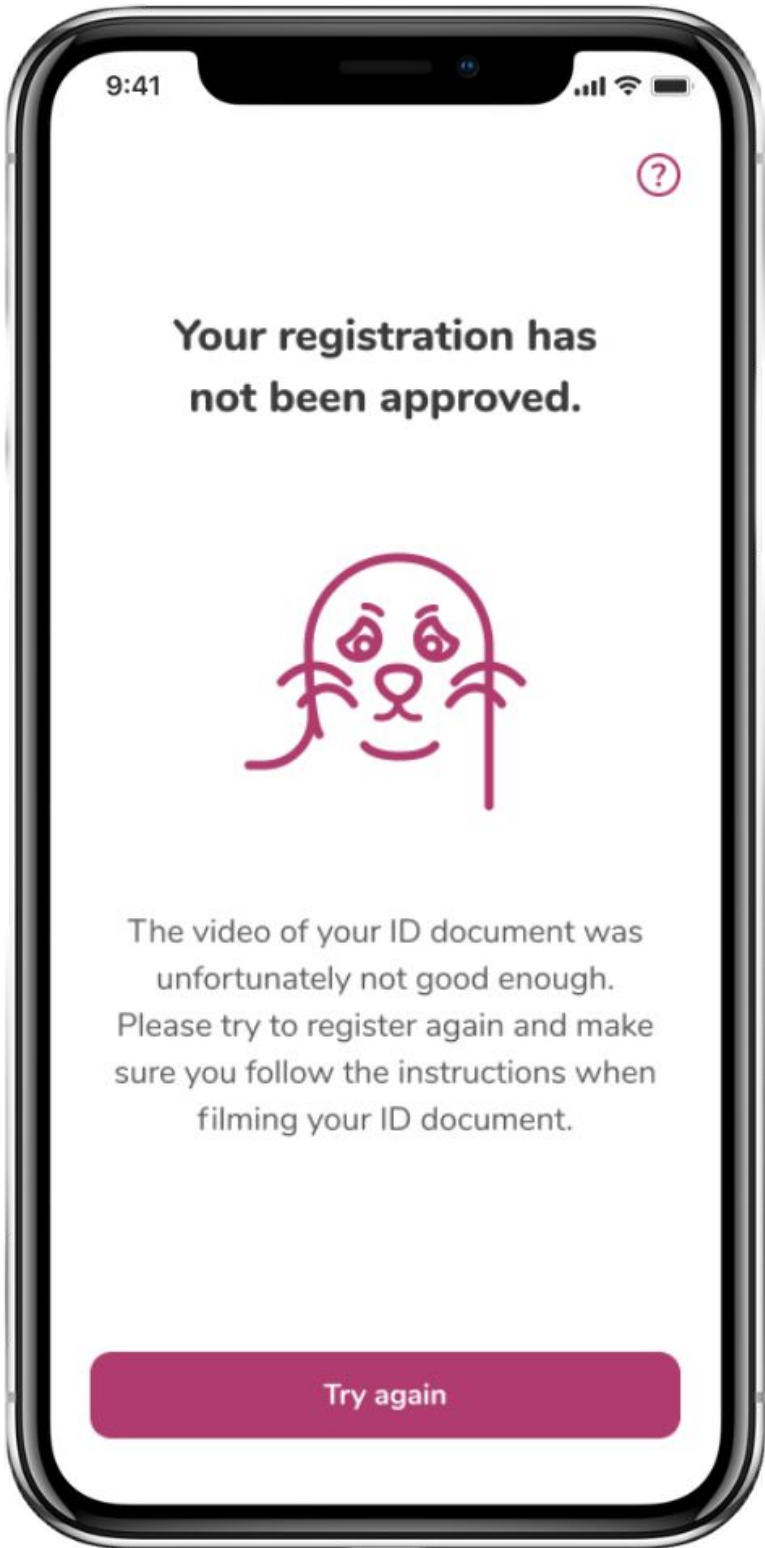 9:41
?
Your registration has
not been approved.
The video of your ID document was
unfortunately not good enough.
Please try to register again and make
sure you follow the instructions when
filming your ID document.
Try again